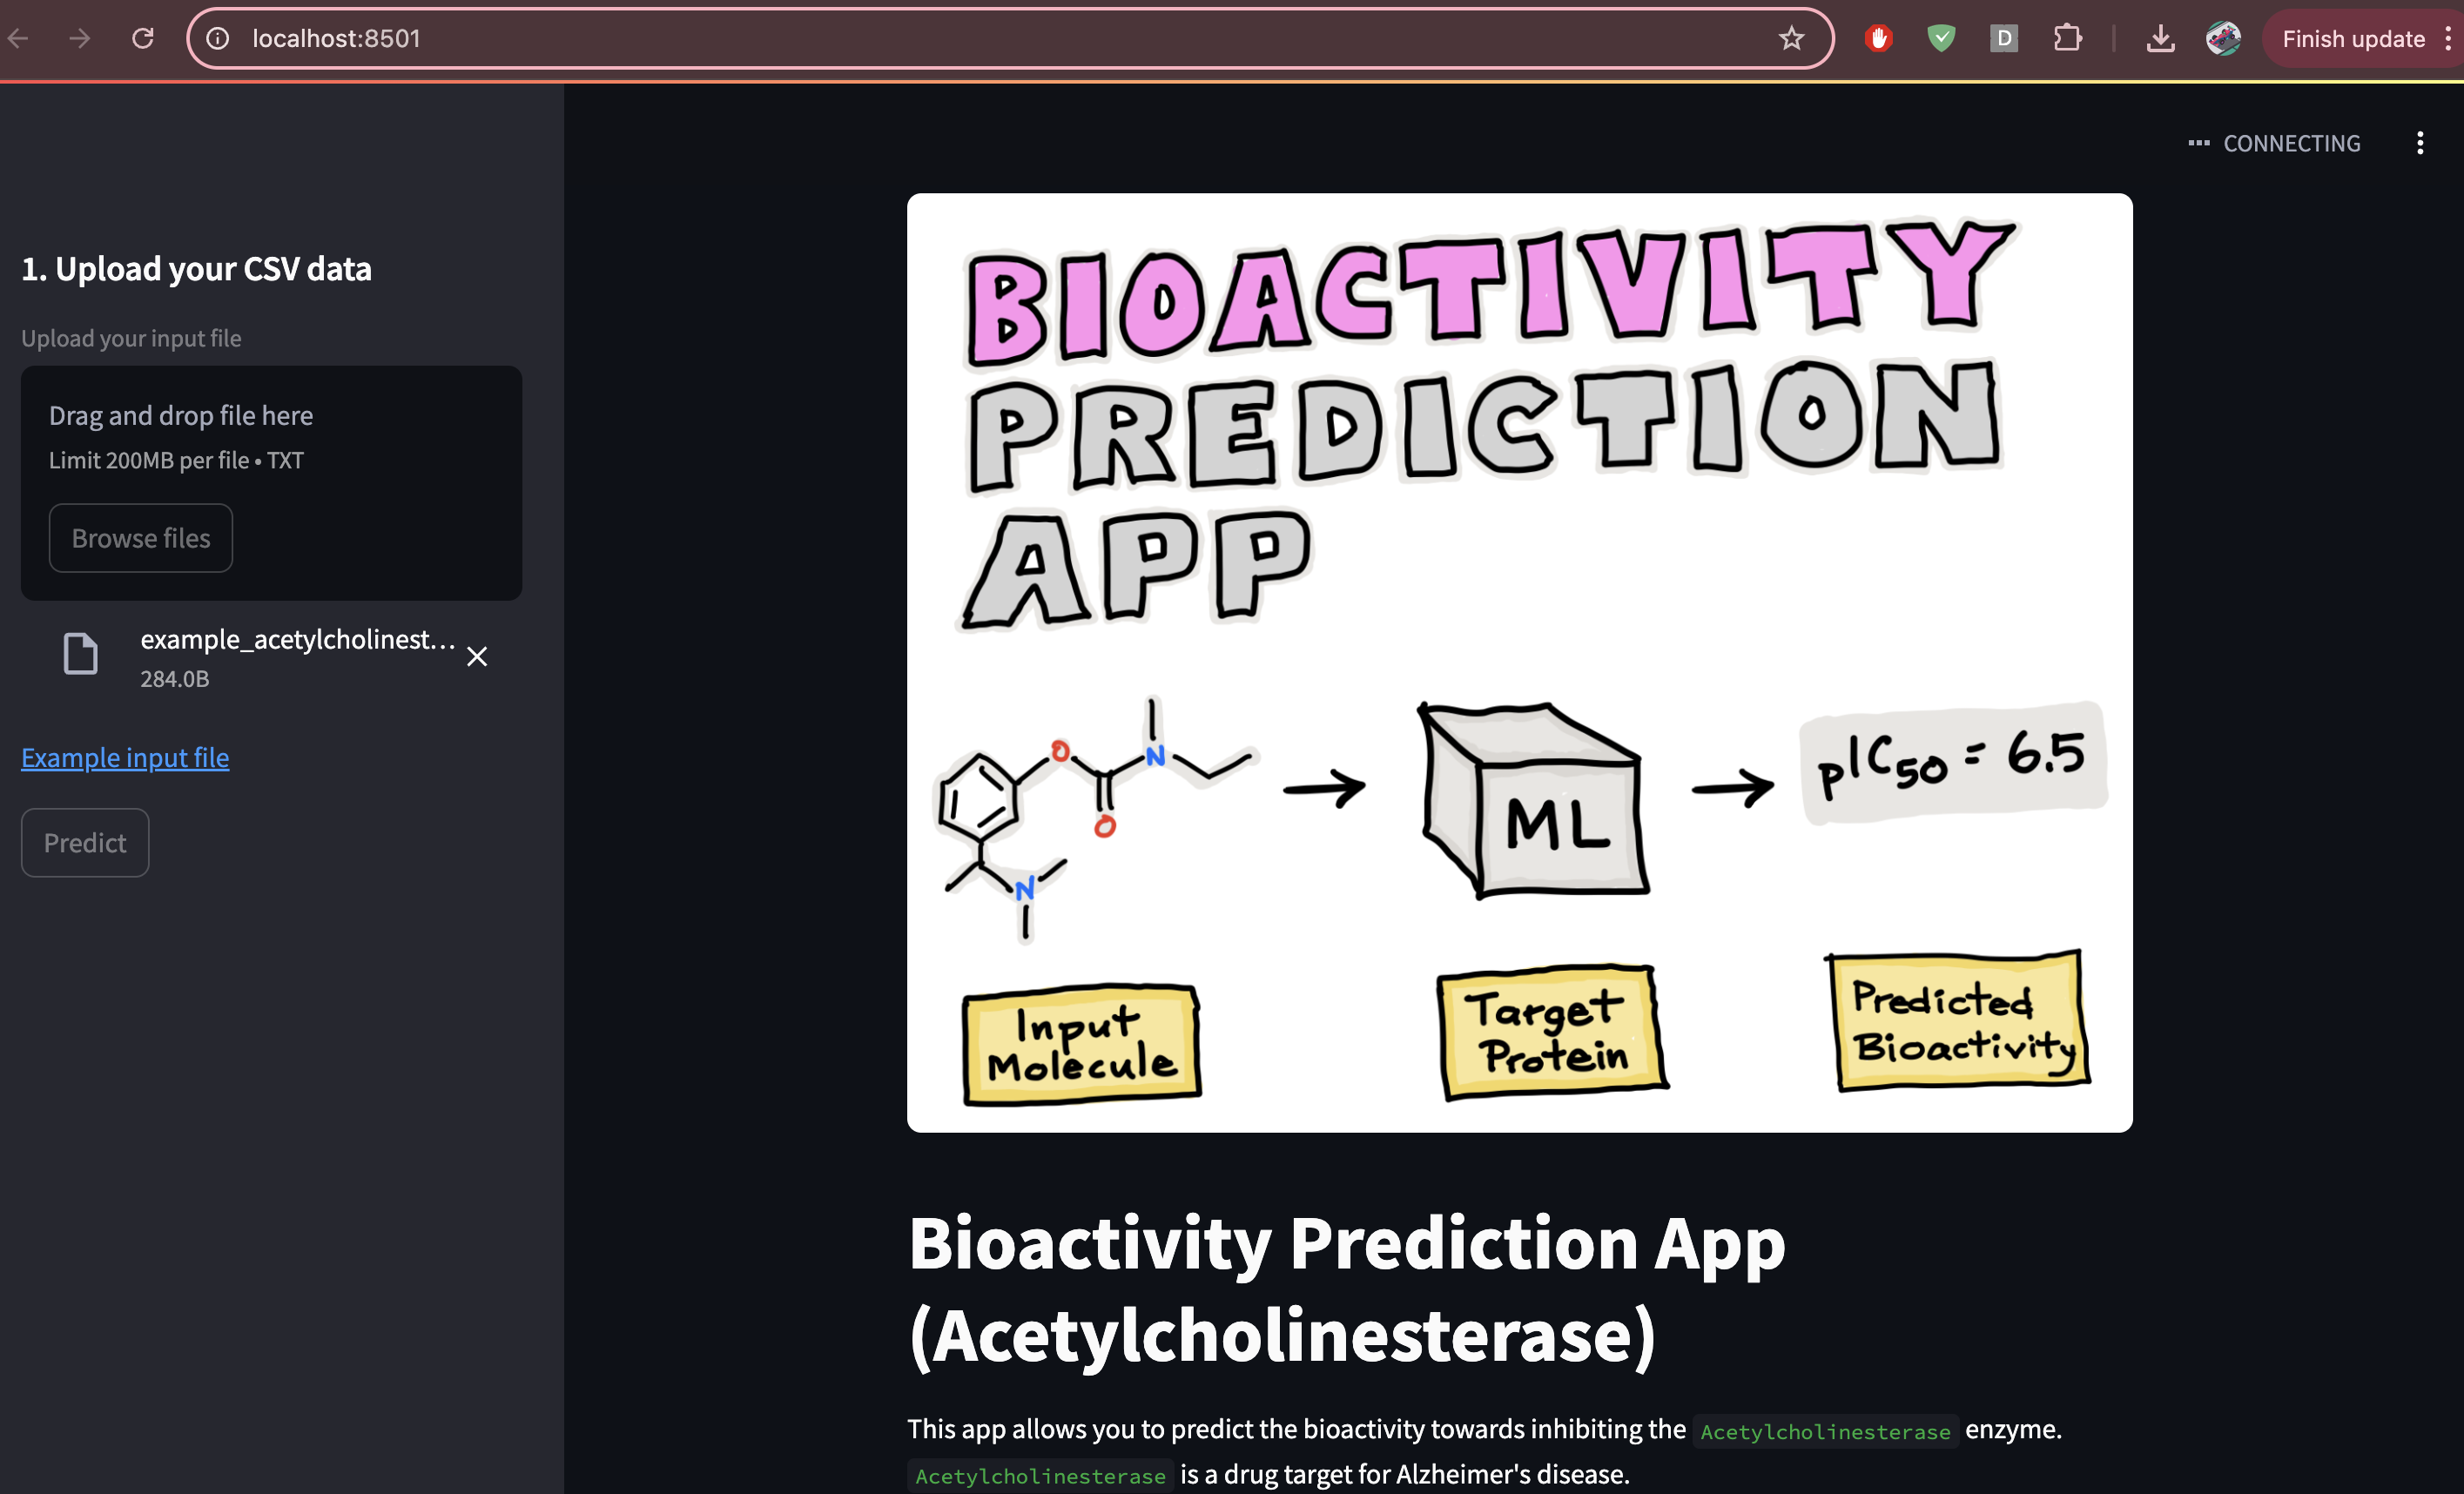 localhost:8501
D
Finish update
CONNECTING
1. Upload your CSV data
Upload your input file
Drag and drop file here
Limit 200MB per file • TXT
Browse files
example_acetylcholinest...
284.0B
Example input file
Predict
BIOACTIVITY
PREDICTION
APP
O
N
O
N
ML
pIC50 = 6.5
Input
Molecule
Target
Protein
Predicted
Bioactivity
Bioactivity Prediction App
(Acetylcholinesterase)
This app allows you to predict the bioactivity towards inhibiting the Acetylcholinesterase enzyme.
Acetylcholinesterase is a drug target for Alzheimer's disease.